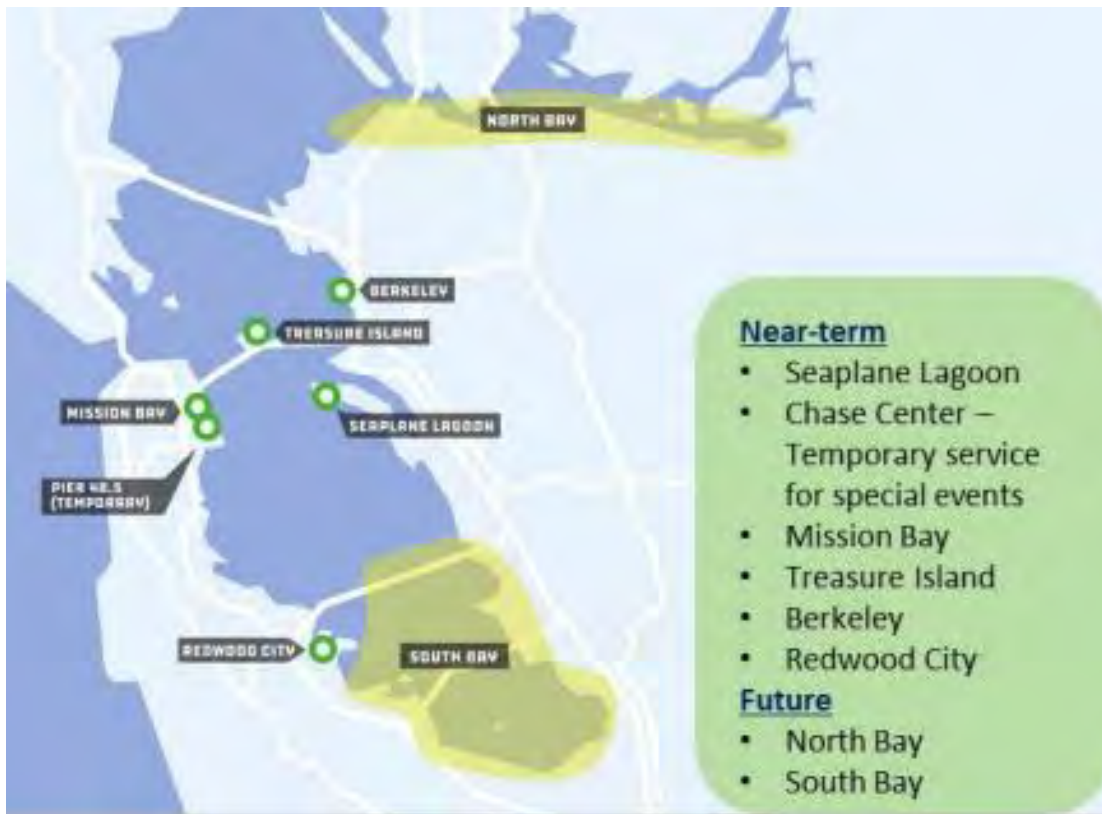 NORTH BAY
BERKELEY
TREASURE ISLAND
MISSION BAY
SEAPLANE LAGOON
PIER 48.5
(TEMPORARY)
REDWOOD CITY
SOUTH BAY
Near-term
• Seaplane Lagoon
• Chase Center –
Temporary service
for special events
• Mission Bay
• Treasure Island
• Berkeley
• Redwood City
Future
• North Bay
• South Bay